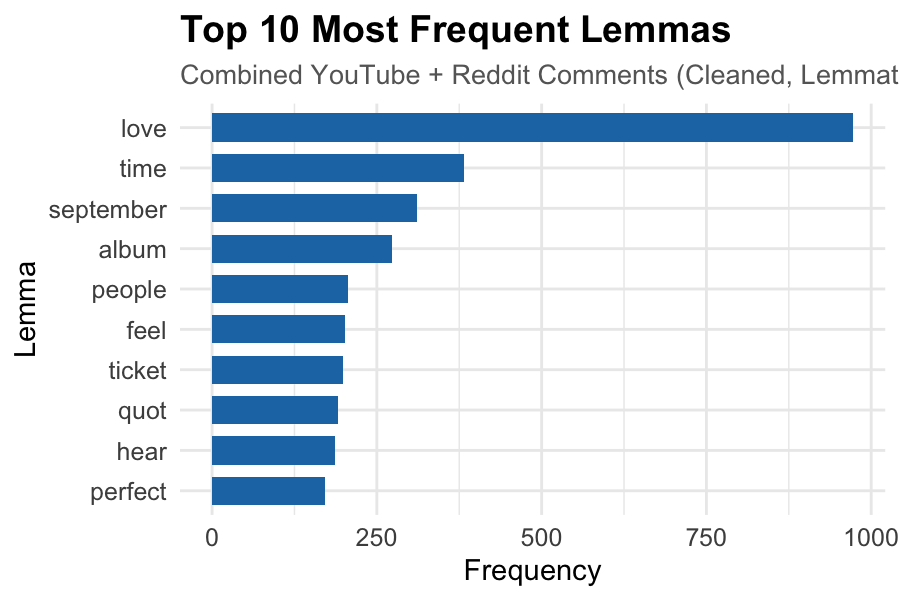 Top 10 Most Frequent Lemmas
Combined YouTube + Reddit Comments (Cleaned, Lemmat
love
time
september
album
people
feel
ticket
quot
hear
perfect
Lemma
0 250 500 750 1000
Frequency